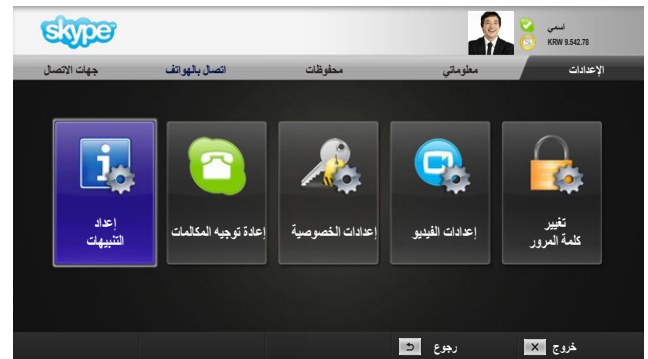 skype
اسمي
KRW 9.542.78
الإعدادات
معلوماتي
محفوظات
اتصال بالهواتف
جهات الاتصال
تغيير
كلمة المرور
إعدادات الفيديو
إعدادات الخصوصية
إعادة توجيه المكالمات
إعداد
التنبيهات
خروج
رجوع